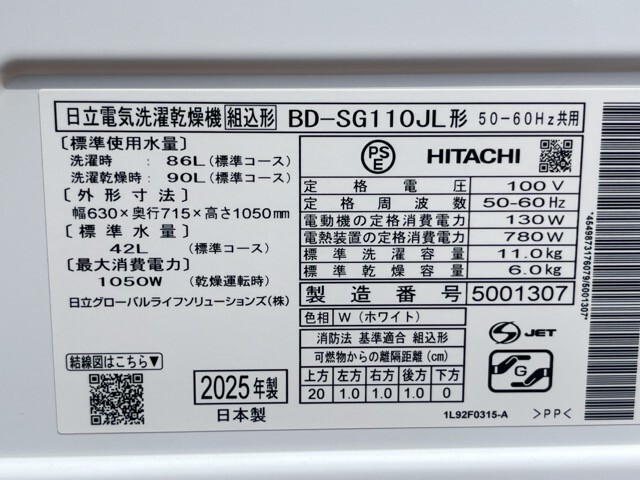 日立電気洗濯乾燥機 組込形 BD-SG110JL形 50-60Hz共用
[標準使用水量]
洗濯時 : 86L (標準コース)
洗濯乾燥時 : 90L (標準コース)
[外形寸法]
幅630×奥行715×高さ1050mm
[標準水量]
42L (標準コース)
[最大消費電力]
1050W (乾燥運転時)
日立グローバルライフソリューションズ(株)
結線図はこちら▼
2025年製
日本製
PSE HITACHI
定格電圧 100V
定格周波数 50-60Hz
電動機の定格消費電力 130W
電熱装置の定格消費電力 780W
標準洗濯容量 11.0kg
標準乾燥容量 6.0kg
製造番号 5001307
色相 W(ホワイト)
消防法 基準適合 組込形
可燃物からの離隔距離(cm)
上方 左方 右方 後方 下方
20 1.0 1.0 1.0 0
S JET
G
1L92F0315-A
>PP<
*4549873176079/5001307*